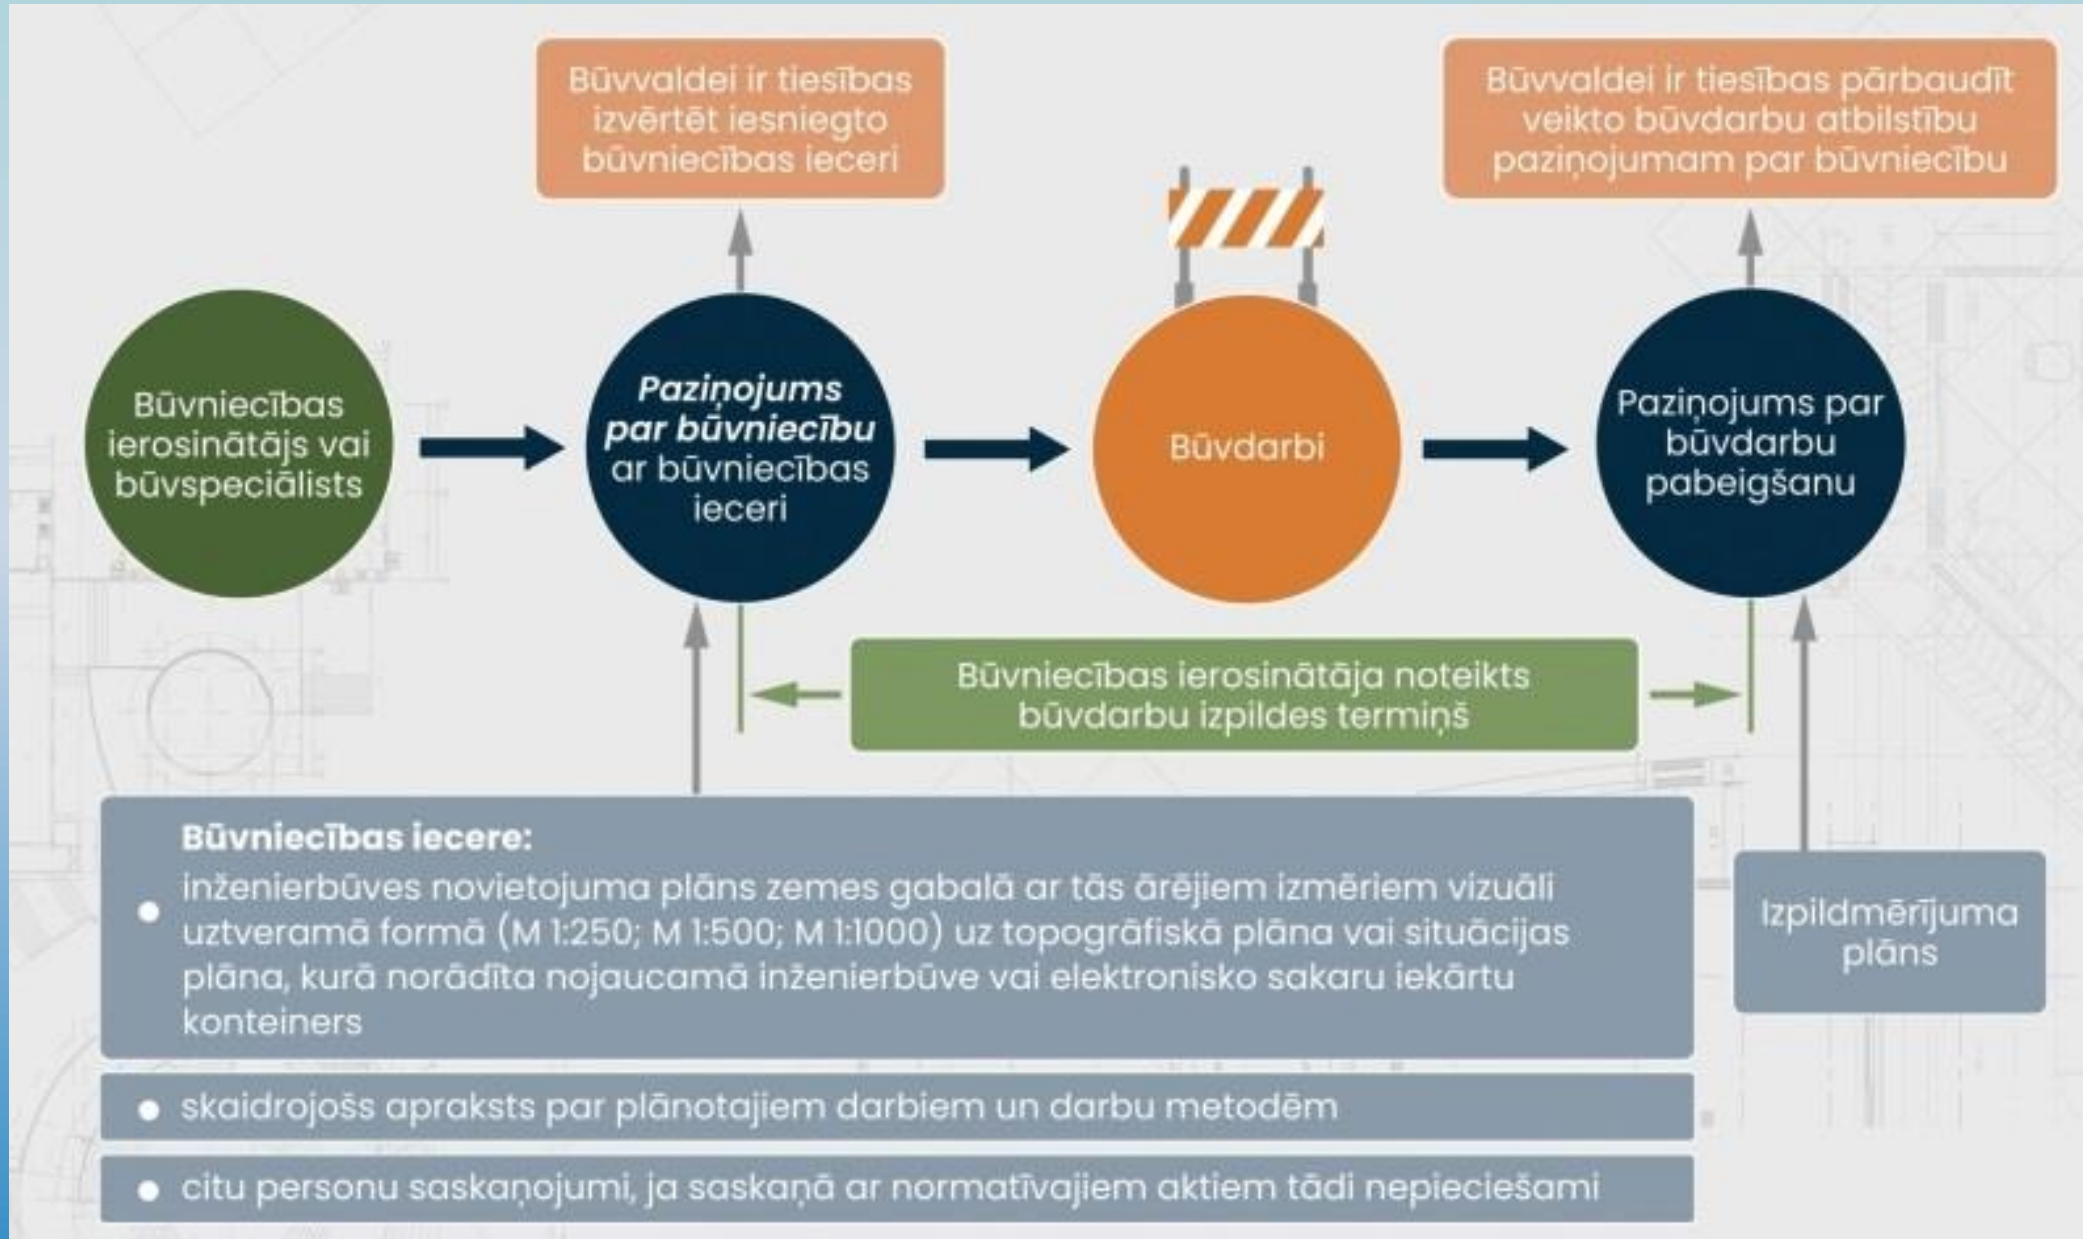 Būvvaldei ir tiesības
izvērtēt iesniegto
būvniecības ieceri
Būvvaldei ir tiesības pārbaudīt
veikto būvdarbu atbilstību
paziņojumam par būvniecību
Būvniecības
ierosinātājs vai
būvspeciālists
Paziņojums
par būvniecību
ar būvniecības
ieceri
Būvdarbi
Paziņojums par
būvdarbu
pabeigšanu
Būvniecības ierosinātāja noteikts
būvdarbu izpildes termiņš
Būvniecības iecere:
● inženierbūves novietojuma plāns zemes gabalā ar tās ārējiem izmēriem vizuāli
uztveramā formā (M 1:250; M 1:500; M 1:1000) uz topogrāfiskā plāna vai situācijas
plāna, kurā norādīta nojaucamā inženierbūve vai elektronisko sakaru iekārtu
konteiners
● skaidrojošs apraksts par plānotajiem darbiem un darbu metodēm
● citu personu saskaņojumi, ja saskaņā ar normatīvajiem aktiem tādi nepieciešami
Izpildmērījuma
plāns